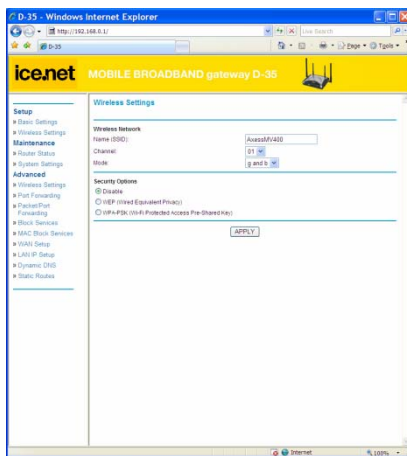 D-35 - Windows Internet Explorer
http://192.168.0.1/
Live Search
D-35
Page
Tools
ice.net
MOBILE BROADBAND gateway D-35
Setup
Basic Settings
Wireless Settings
Maintenance
Router Status
System Settings
Advanced
Wireless Settings
Port Forwarding
Packet/Port
Forwarding
Block Services
MAC Block Services
WAN Setup
LAN IP Setup
Dynamic DNS
Static Routes
Wireless Settings
Wireless Network
Name (SSID): AxessMV400
Channel: 01
Mode: g and b
Security Options
Disable
WEP (Wired Equivalent Privacy)
WPA-PSK (Wi-Fi Protected Access Pre-Shared Key)
APPLY
Internet
100%